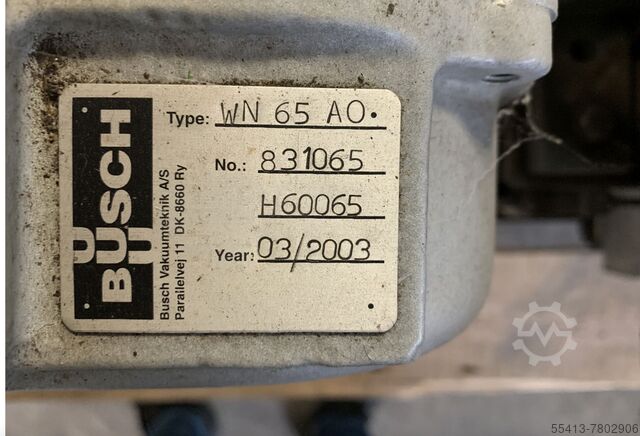 BUSCH
Busch Vakuumteknik A/S
Parallelvej 11 DK-8660 Ry
Type: WN 65 AO.
No.: 831065
H60065
Year: 03/2003
55413-7802906